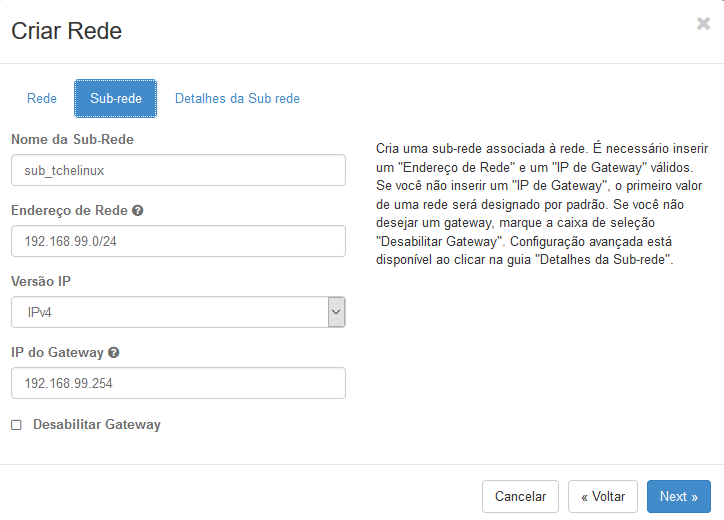 Criar Rede
Rede
Sub-rede
Detalhes da Sub rede
Nome da Sub-Rede
sub_tchelinux
Endereço de Rede
192.168.99.0/24
Versão IP
IPv4
IP do Gateway
192.168.99.254
Desabilitar Gateway
Cria uma sub-rede associada à rede. É necessário inserir
um "Endereço de Rede" e um "IP de Gateway" válidos.
Se você não inserir um "IP de Gateway", o primeiro valor
de uma rede será designado por padrão. Se você não
desejar um gateway, marque a caixa de seleção
"Desabilitar Gateway". Configuração avançada está
disponível ao clicar na guia "Detalhes da Sub-rede".
Cancelar
« Voltar
Next »